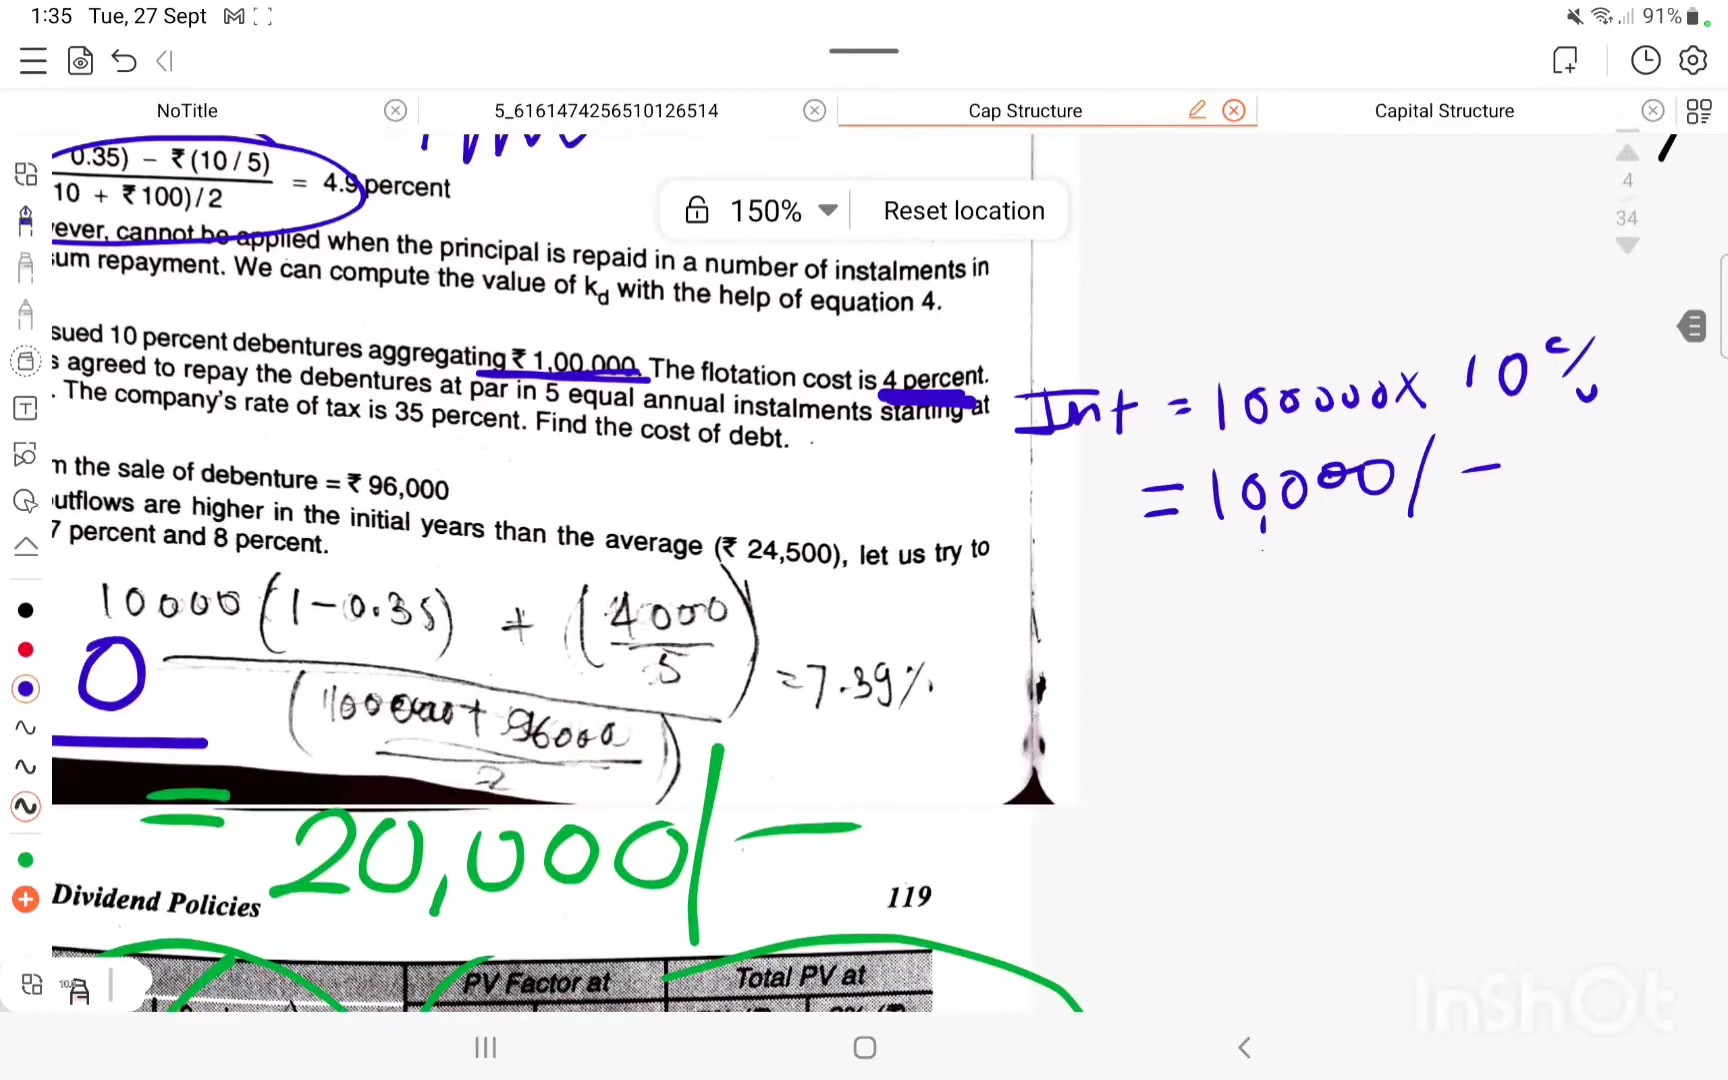 1:35 Tue, 27 Sept
91%
NoTitle
5_6161474256510126514
Cap Structure
Capital Structure
150%
Reset location
4
34
0.35) – ₹ (10 / 5)
10 + ₹ 100) / 2
= 4.9 percent
ever, cannot be applied when the principal is repaid in a number of instalments in
sum repayment. We can compute the value of kd with the help of equation 4.
sued 10 percent debentures aggregating ₹ 1,00,000. The flotation cost is 4 percent.
s agreed to repay the debentures at par in 5 equal annual instalments starting at
. The company's rate of tax is 35 percent. Find the cost of debt.
m the sale of debenture = ₹ 96,000
utflows are higher in the initial years than the average (₹ 24,500), let us try to
7 percent and 8 percent.
Int = 100000 x 10%
= 10,000/-
10000 (1-0.35) + (4000
5)
= 7.39%
(100000 + 96000
2)
0
= 20,000/-
Dividend Policies
119
PV Factor at
Total PV at
InShOt